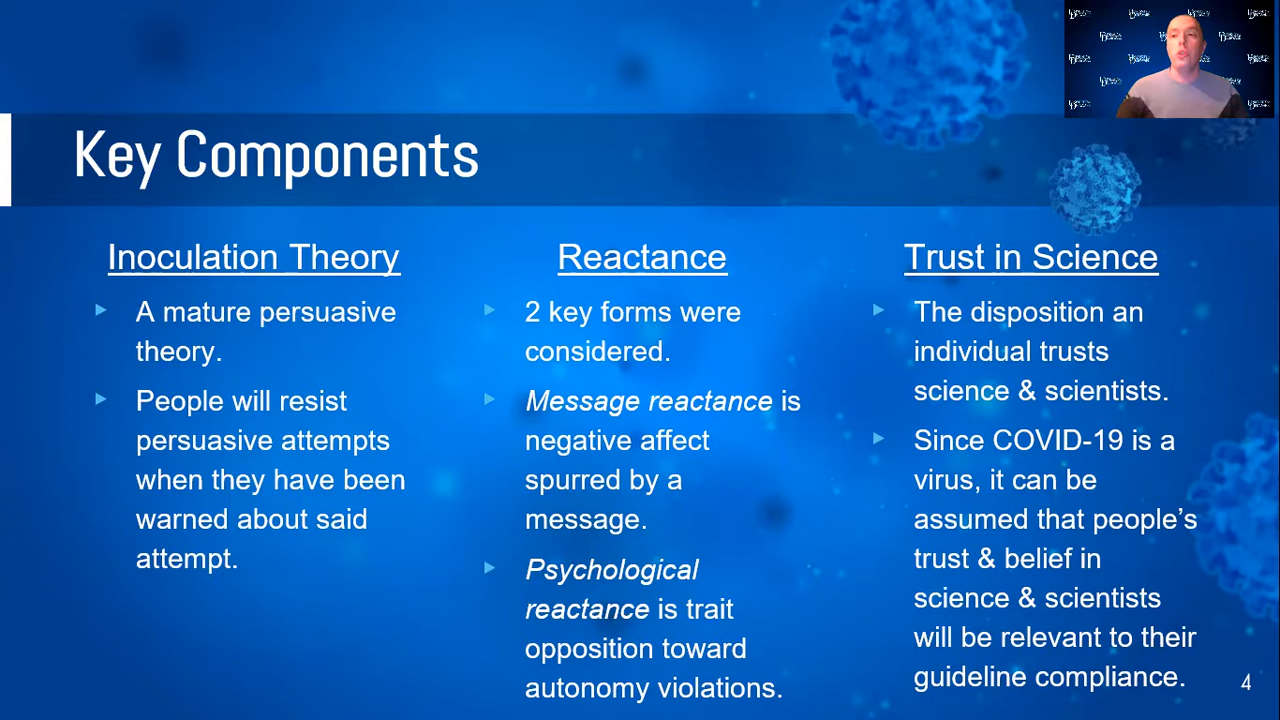 Key Components
Inoculation Theory
A mature persuasive
theory.
People will resist
persuasive attempts
when they have been
warned about said
attempt.
Reactance
2 key forms were
considered.
Message reactance is
negative affect
spurred by a
message.
Psychological
reactance is trait
opposition toward
autonomy violations.
Trust in Science
The disposition an
individual trusts
science & scientists.
Since COVID-19 is a
virus, it can be
assumed that people's
trust & belief in
science & scientists
will be relevant to their
guideline compliance.
4